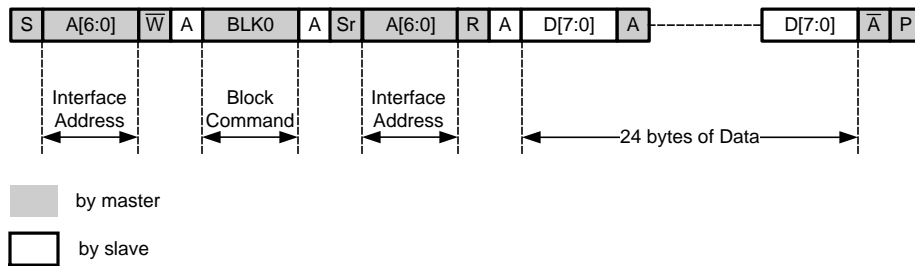 S A[6:0] W̅ A BLK0 A Sr A[6:0] R A D[7:0] A D[7:0] A̅ P
Interface Address
Block Command
Interface Address
24 bytes of Data
by master
by slave